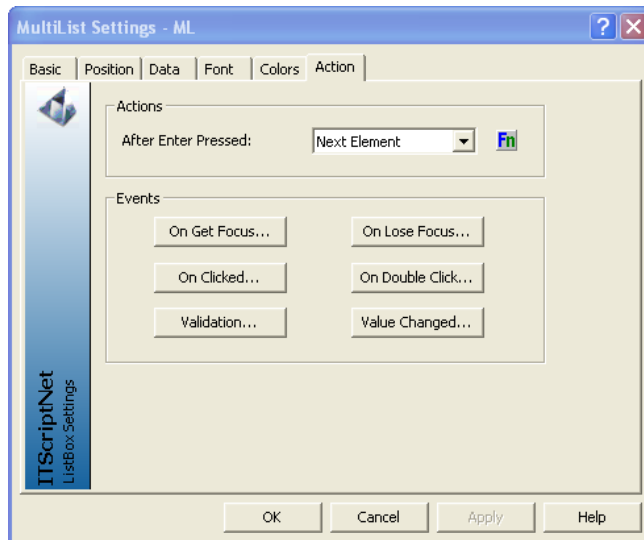 MultiList Settings - ML
Basic Position Data Font Colors Action
Actions
After Enter Pressed: Next Element Fn
Events
On Get Focus... On Lose Focus...
On Clicked... On Double Click...
Validation... Value Changed...
ITScriptNet
ListBox Settings
OK Cancel Apply Help